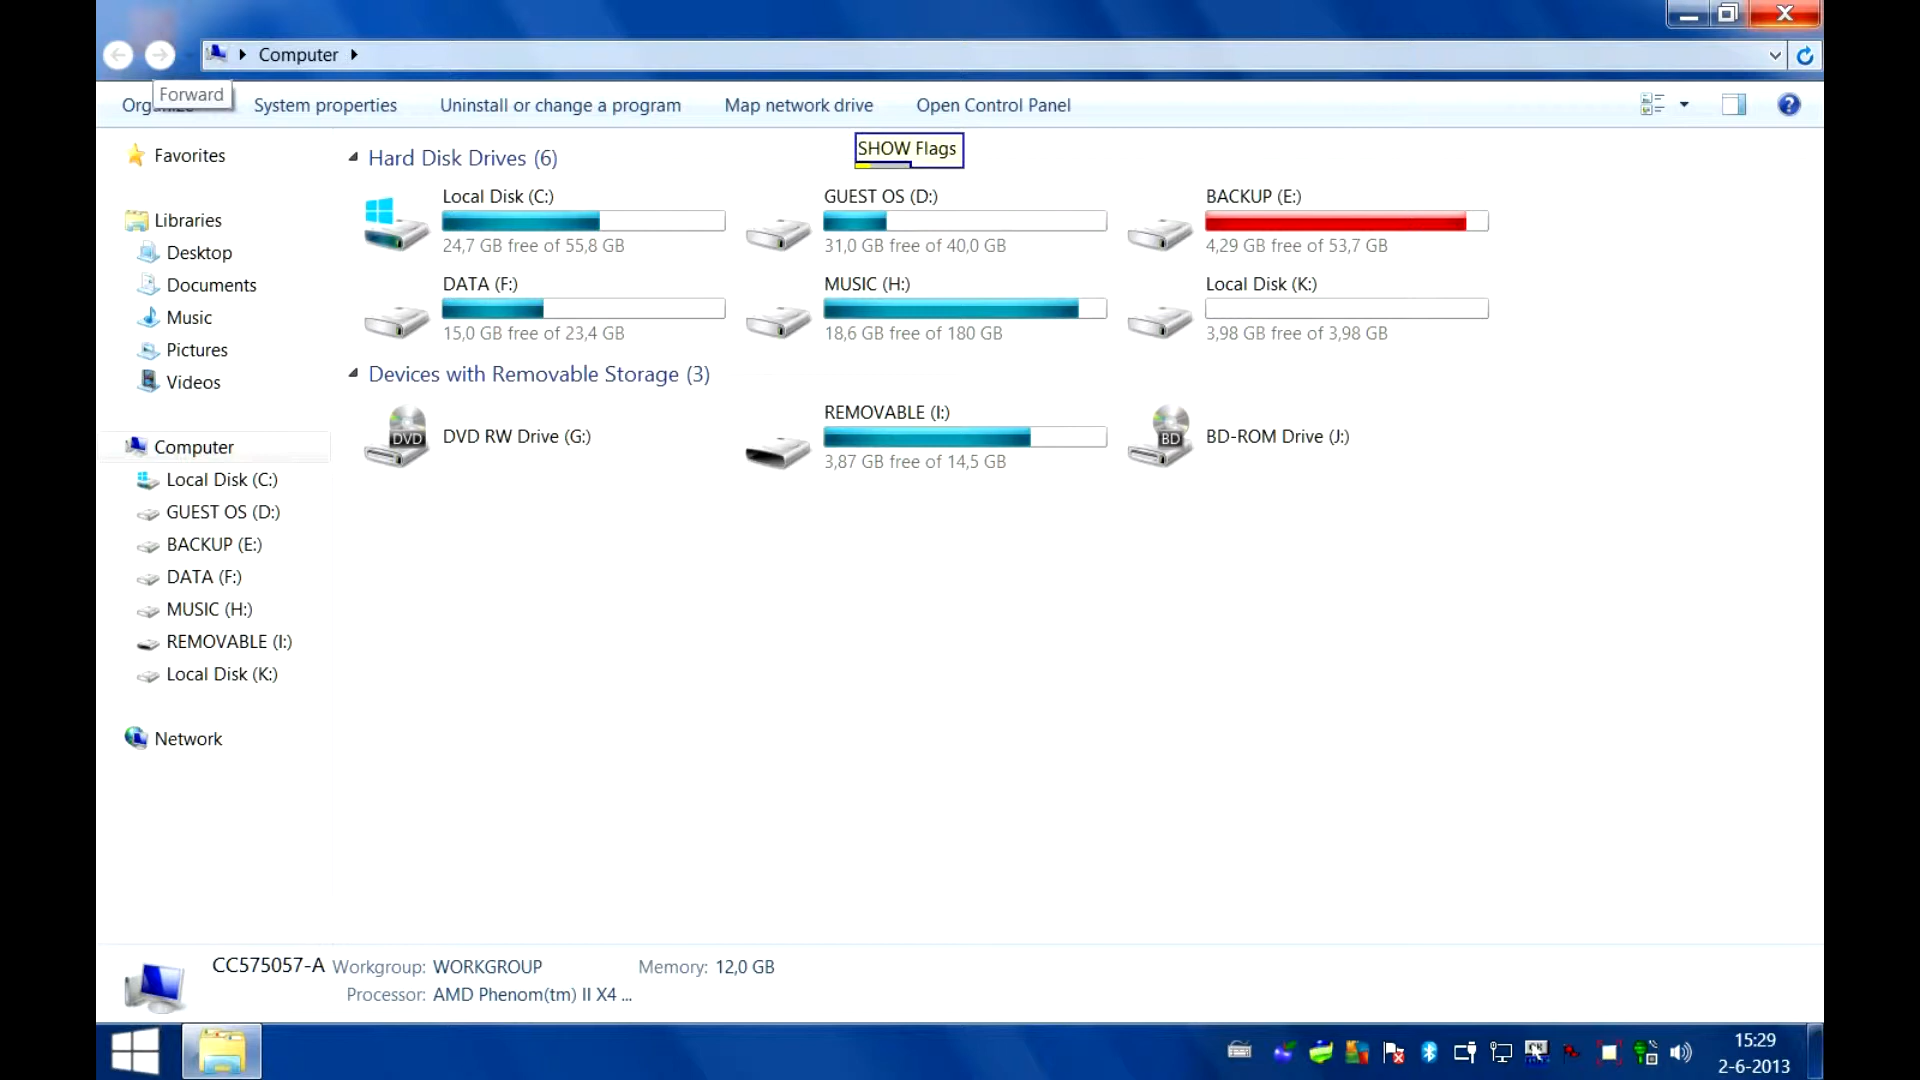 Computer
Forward
Organize
System properties
Uninstall or change a program
Map network drive
Open Control Panel
SHOW Flags
Favorites
Libraries
Desktop
Documents
Music
Pictures
Videos
Computer
Local Disk (C:)
GUEST OS (D:)
BACKUP (E:)
DATA (F:)
MUSIC (H:)
REMOVABLE (I:)
Local Disk (K:)
Network
Hard Disk Drives (6)
Local Disk (C:)
24,7 GB free of 55,8 GB
GUEST OS (D:)
31,0 GB free of 40,0 GB
BACKUP (E:)
4,29 GB free of 53,7 GB
DATA (F:)
15,0 GB free of 23,4 GB
MUSIC (H:)
18,6 GB free of 180 GB
Local Disk (K:)
3,98 GB free of 3,98 GB
Devices with Removable Storage (3)
DVD
DVD RW Drive (G:)
REMOVABLE (I:)
3,87 GB free of 14,5 GB
BD
BD-ROM Drive (J:)
CC575057-A
Workgroup: WORKGROUP
Memory: 12,0 GB
Processor: AMD Phenom(tm) II X4 ...
15:29
2-6-2013